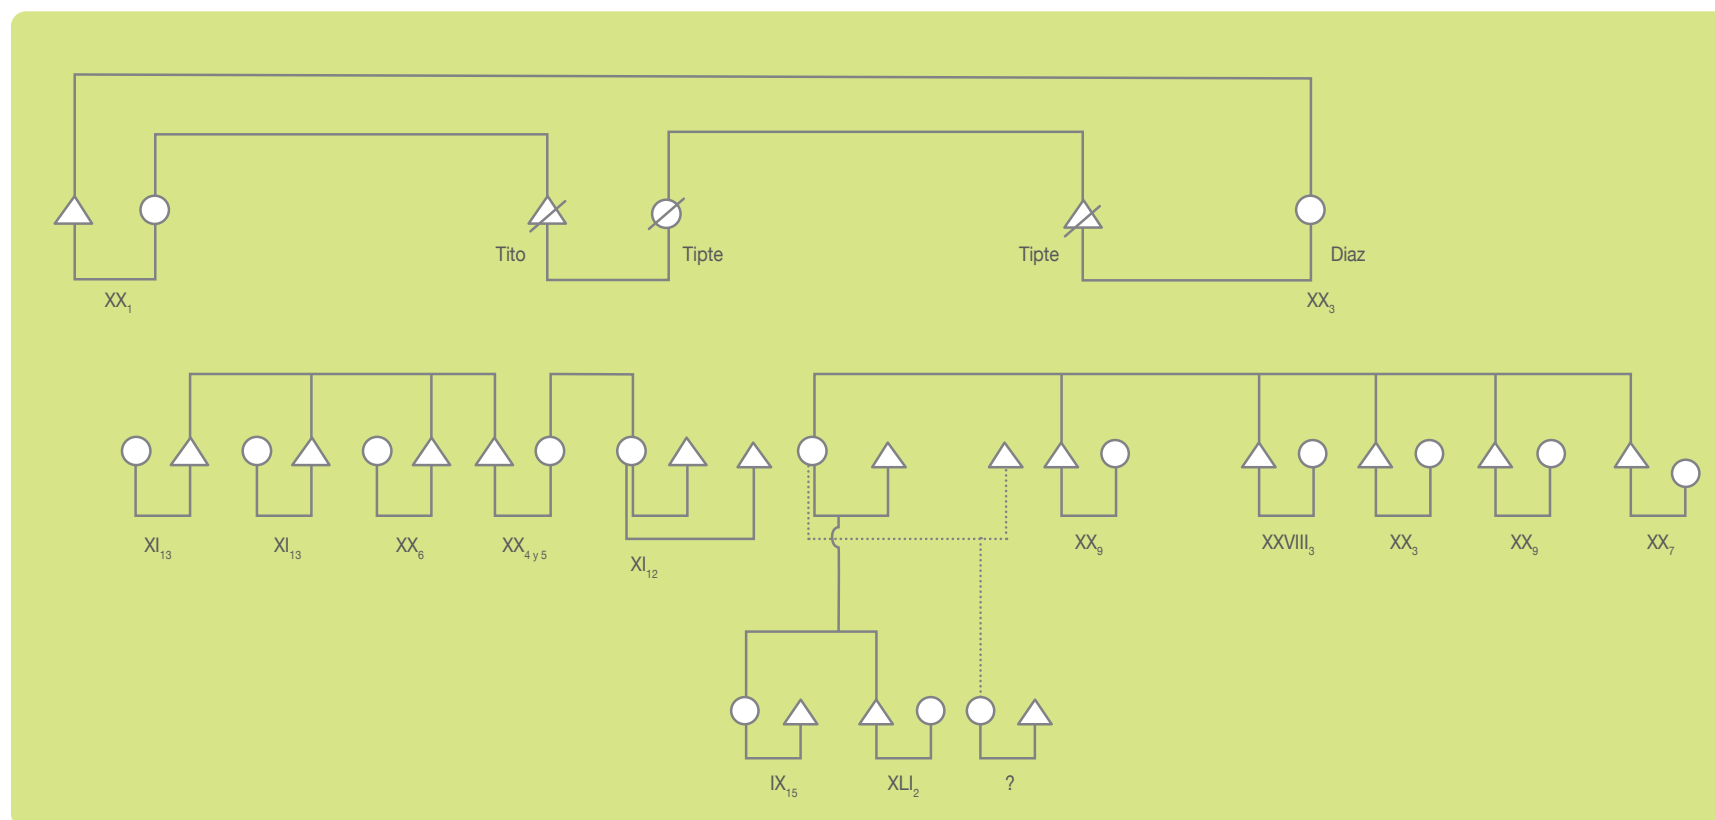 Tito
Tipte
Tipte
Diaz
XX1
XX3
XI13
XI13
XX6
XX4 y 5
XI12
XX9
XXVIII3
XX3
XX9
XX7
IX15
XLI2
?